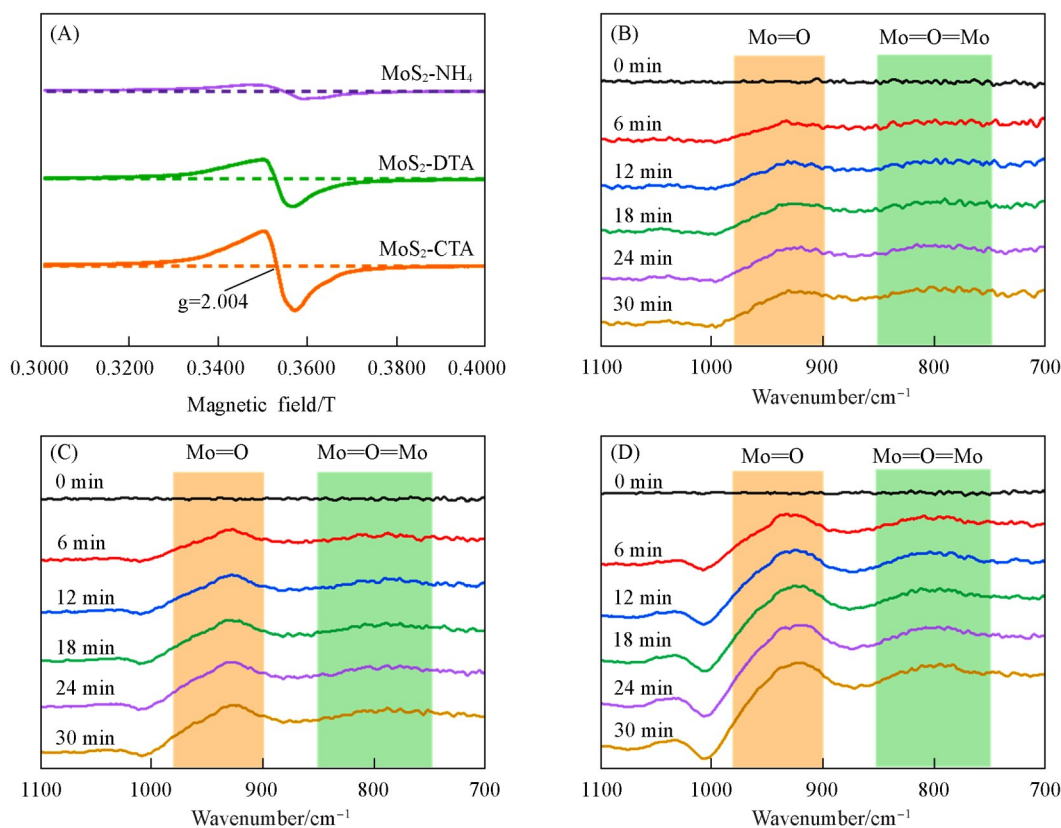 (A)
MoS₂-NH₄
MoS₂-DTA
MoS₂-CTA
g=2.004
0.3000 0.3200 0.3400 0.3600 0.3800 0.4000
Magnetic field/T
(B)
Mo=O Mo=O=Mo
0 min
6 min
12 min
18 min
24 min
30 min
1100 1000 900 800 700
Wavenumber/cm⁻¹
(C)
Mo=O Mo=O=Mo
0 min
6 min
12 min
18 min
24 min
30 min
1100 1000 900 800 700
Wavenumber/cm⁻¹
(D)
Mo=O Mo=O=Mo
0 min
6 min
12 min
18 min
24 min
30 min
1100 1000 900 800 700
Wavenumber/cm⁻¹